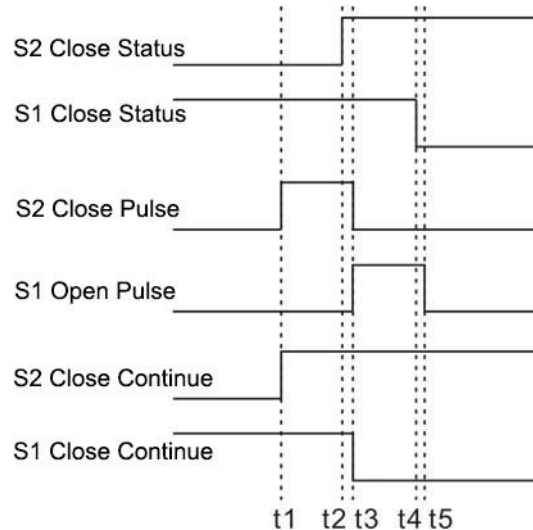 S2 Close Status
S1 Close Status
S2 Close Pulse
S1 Open Pulse
S2 Close Continue
S1 Close Continue
t1 t2 t3 t4 t5